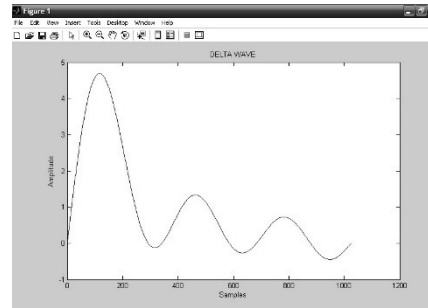 Figure 1
File Edit View Insert Tools Desktop Window Help
DELTA WAVE
5
4
3
2
1
0
-1
Amplitude
0 200 400 600 800 1000 1200
Samples